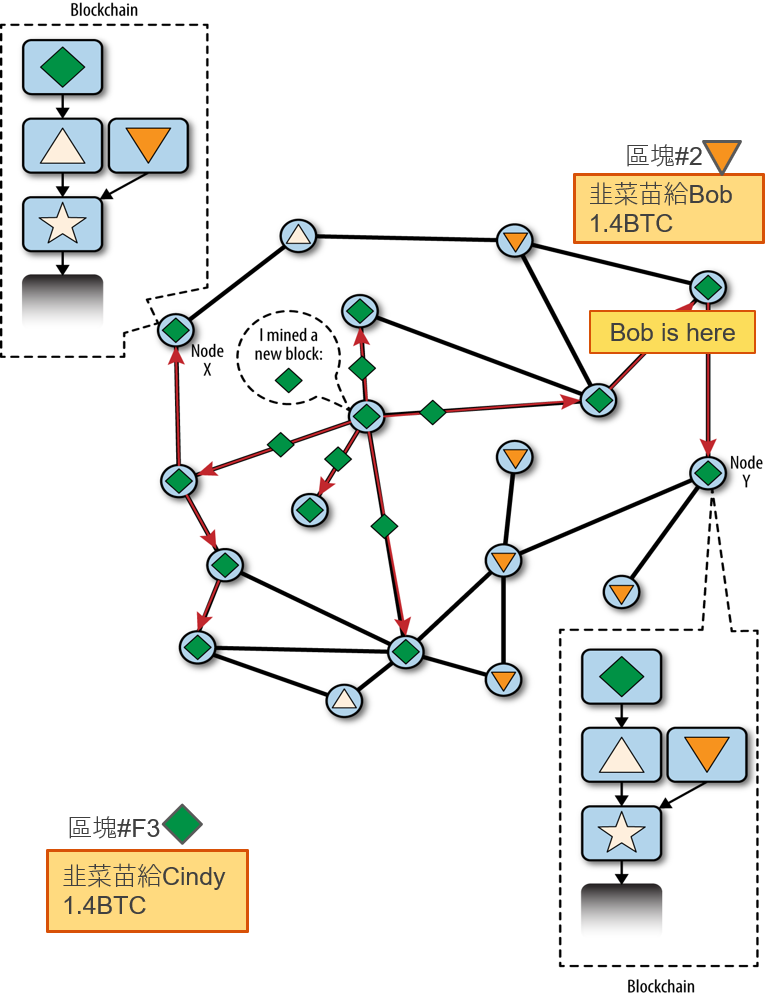 Blockchain
區塊#2
韭菜苗給Bob
1.4BTC
Bob is here
Node
X
I mined a
new block:
Node
Y
區塊#F3
韭菜苗給Cindy
1.4BTC
Blockchain